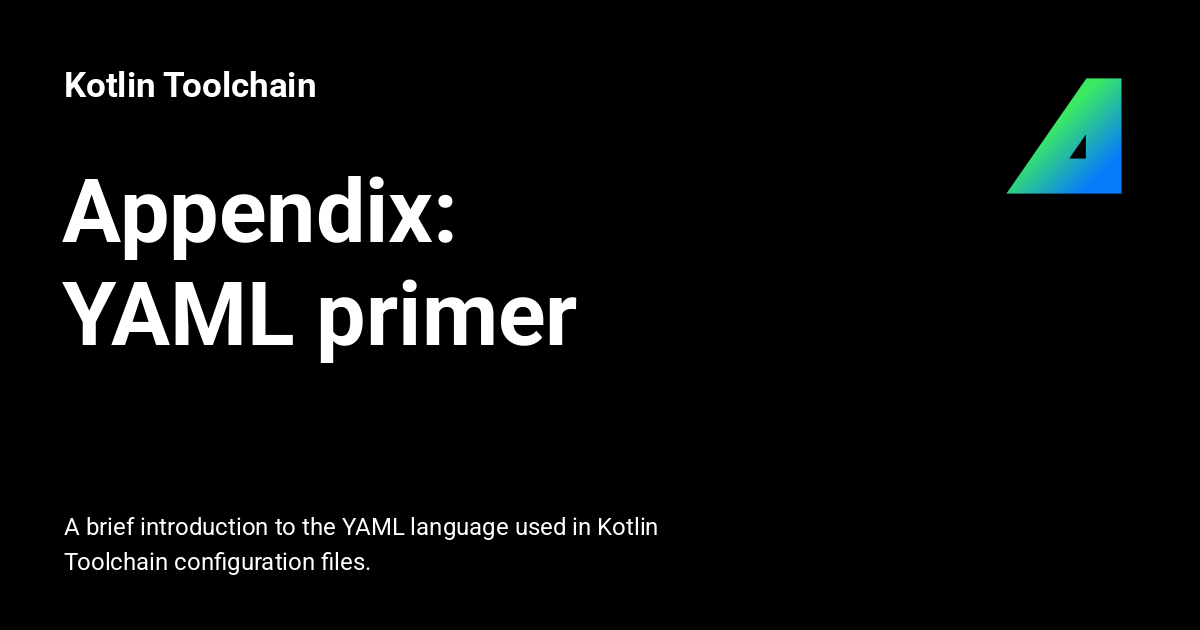 Kotlin Toolchain
Appendix:
YAML primer
A brief introduction to the YAML language used in Kotlin
Toolchain configuration files.